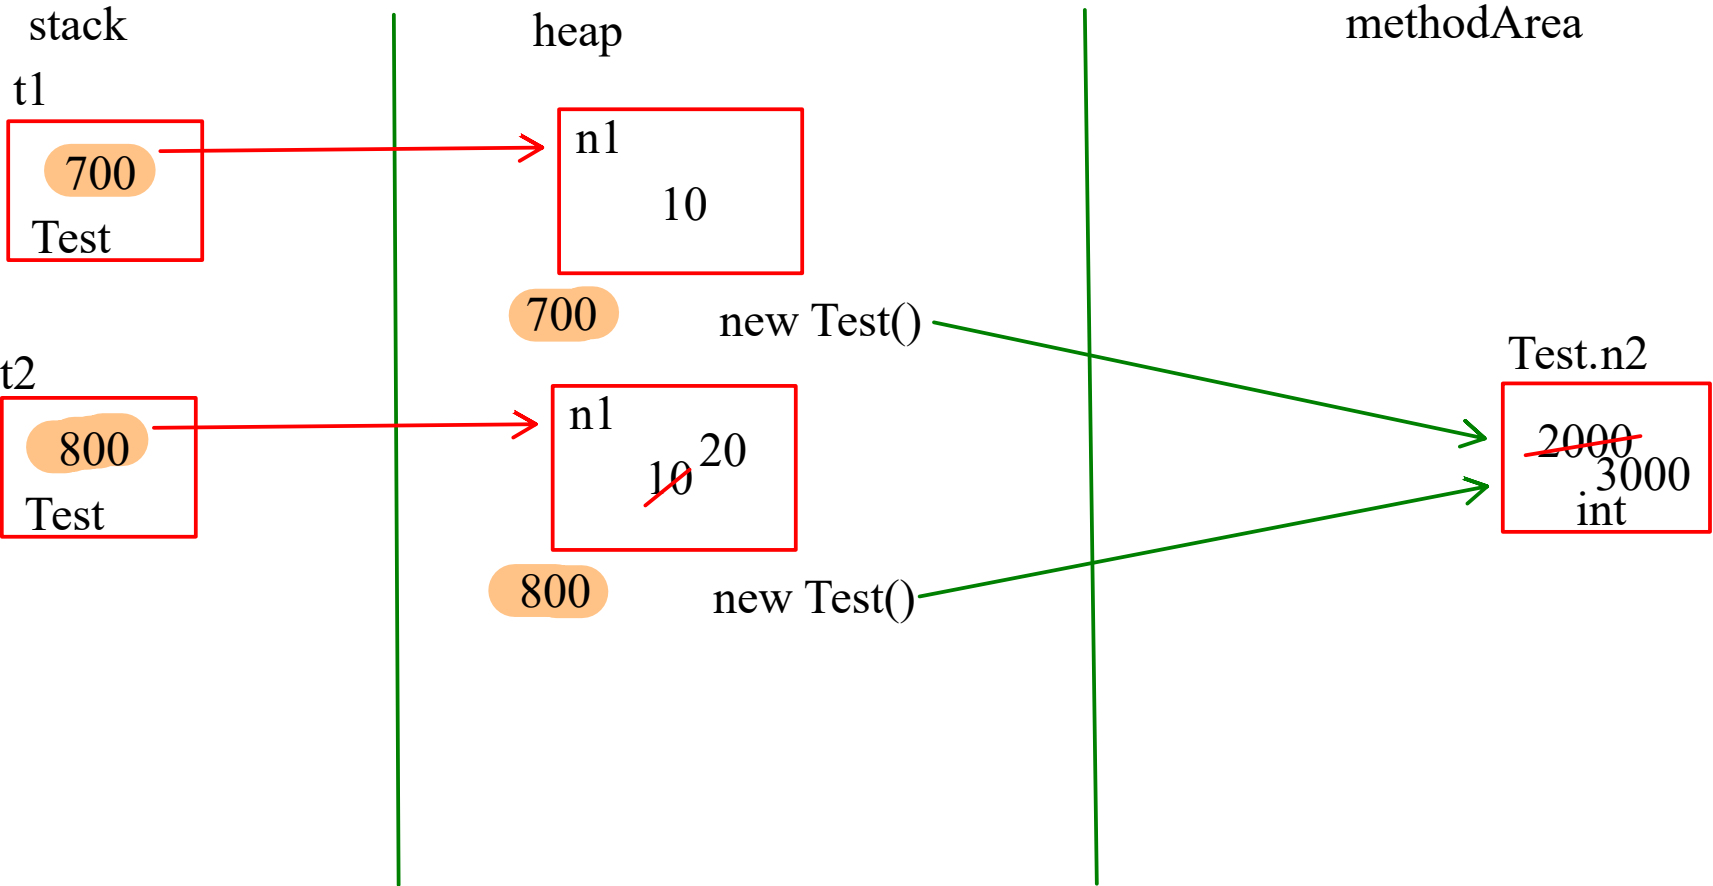 stack
heap
methodArea
t1
700
Test
n1
10
700
new Test()
t2
800
Test
n1
10
20
800
new Test()
Test.n2
2000
3000
int